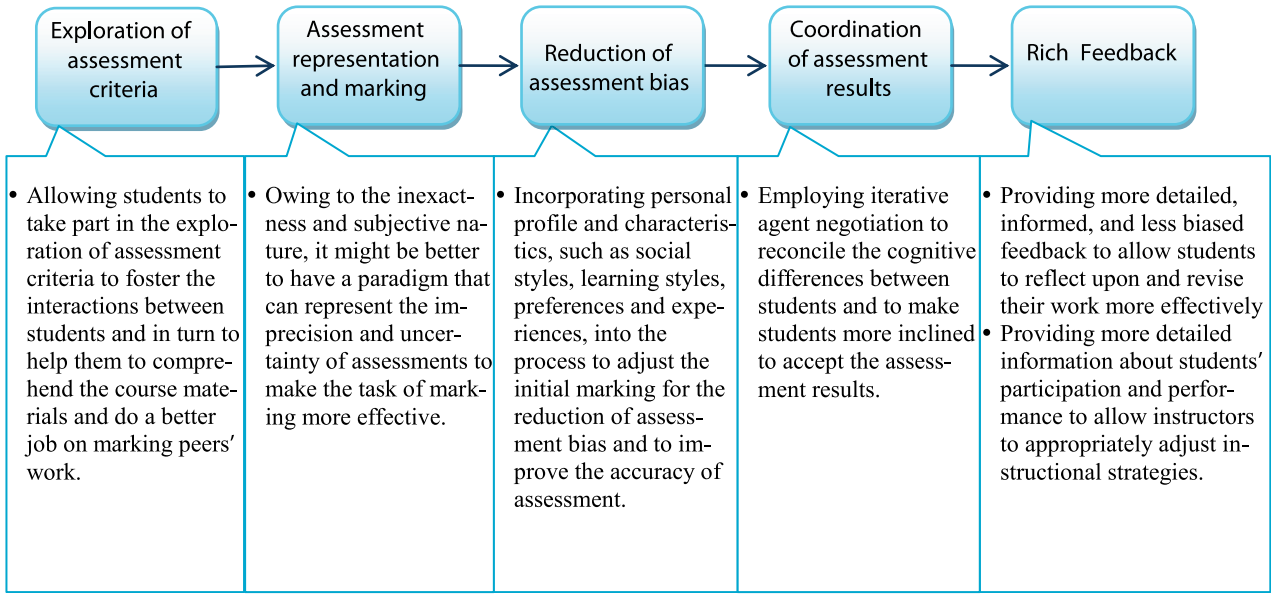 Exploration of
assessment
criteria
Assessment
representation
and marking
Reduction of
assessment bias
Coordination
of assessment
results
Rich Feedback
• Allowing students to
take part in the explo-
ration of assessment
criteria to foster the
interactions between
students and in turn to
help them to compre-
hend the course mate-
rials and do a better
job on marking peers’
work.
• Owing to the inexact-
ness and subjective na-
ture, it might be better
to have a paradigm that
can represent the im-
precision and uncer-
tainty of assessments to
make the task of mark-
ing more effective.
• Incorporating personal
profile and characteris-
tics, such as social
styles, learning styles,
preferences and expe-
riences, into the
process to adjust the
initial marking for the
reduction of assess-
ment bias and to im-
prove the accuracy of
assessment.
• Employing iterative
agent negotiation to
reconcile the cognitive
differences between
students and to make
students more inclined
to accept the assess-
ment results.
• Providing more detailed,
informed, and less biased
feedback to allow students
to reflect upon and revise
their work more effectively
• Providing more detailed
information about students’
participation and perfor-
mance to allow instructors
to appropriately adjust in-
structional strategies.